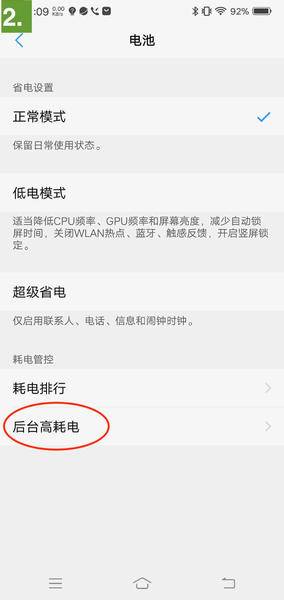 2.
:09 0.00 KB/s 92%
电池
省电设置
正常模式
保留日常使用状态。
低电模式
适当降低CPU频率、GPU频率和屏幕亮度，减少自动锁
屏时间，关闭WLAN热点、蓝牙、触感反馈，开启竖屏锁
定。
超级省电
仅启用联系人、电话、信息和闹钟时钟。
耗电管控
耗电排行
后台高耗电